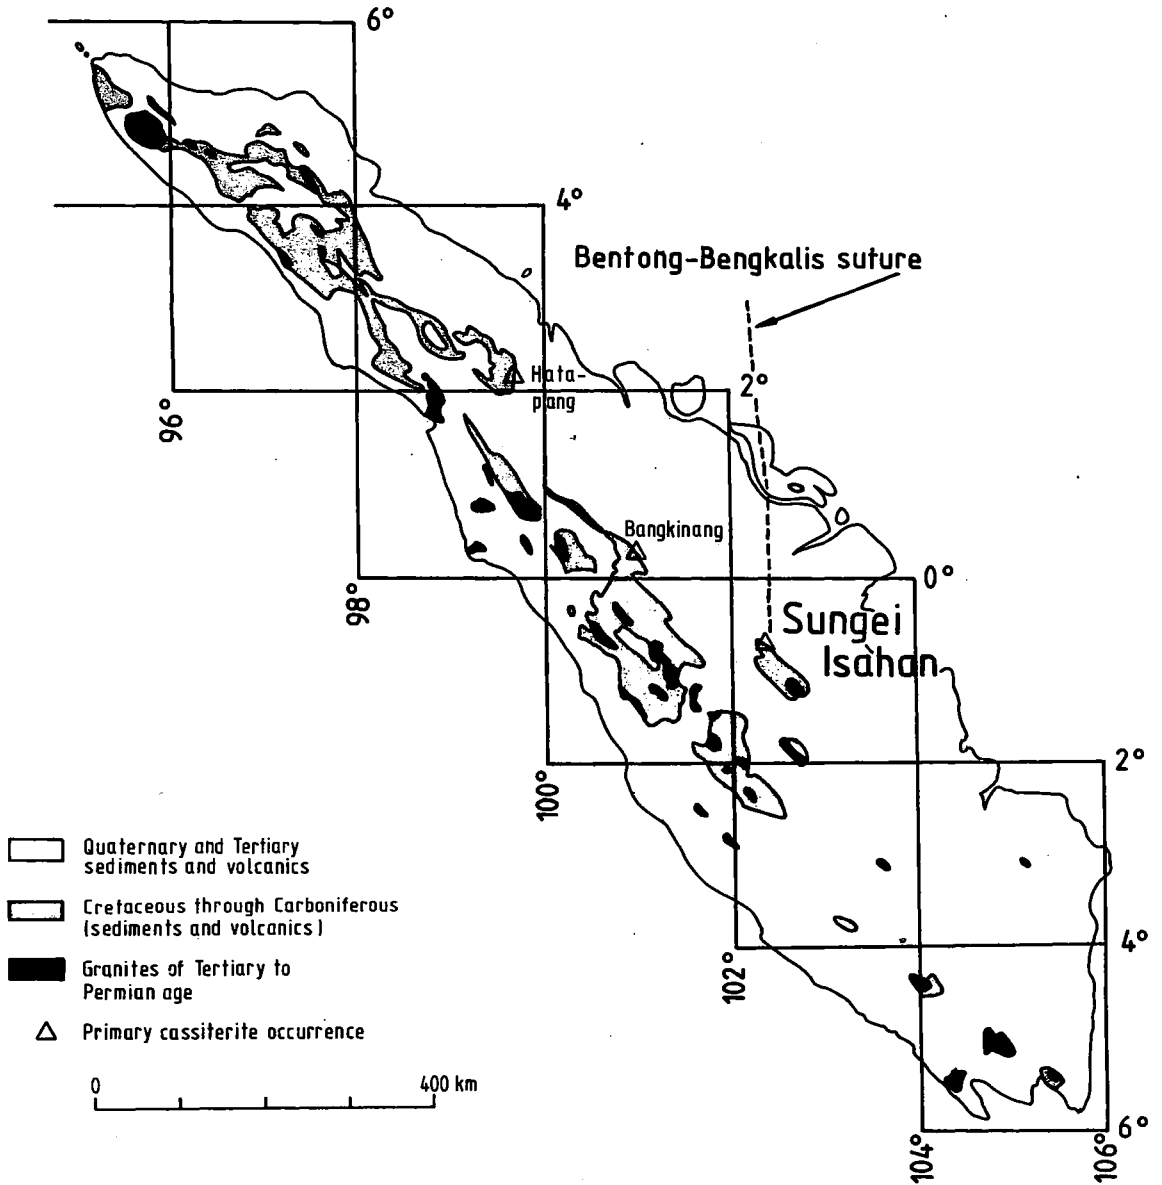 6°
4°
Bentong-Bengkalis suture
Hata-
pang
2°
96°
Bangkinang
0°
98°
Sungei
Isahan
2°
100°
Quaternary and Tertiary
sediments and volcanics
Cretaceous through Carboniferous
(sediments and volcanics)
4°
Granites of Tertiary to
Permian age
102°
Primary cassiterite occurrence
0 400 km
6°
104°
106°